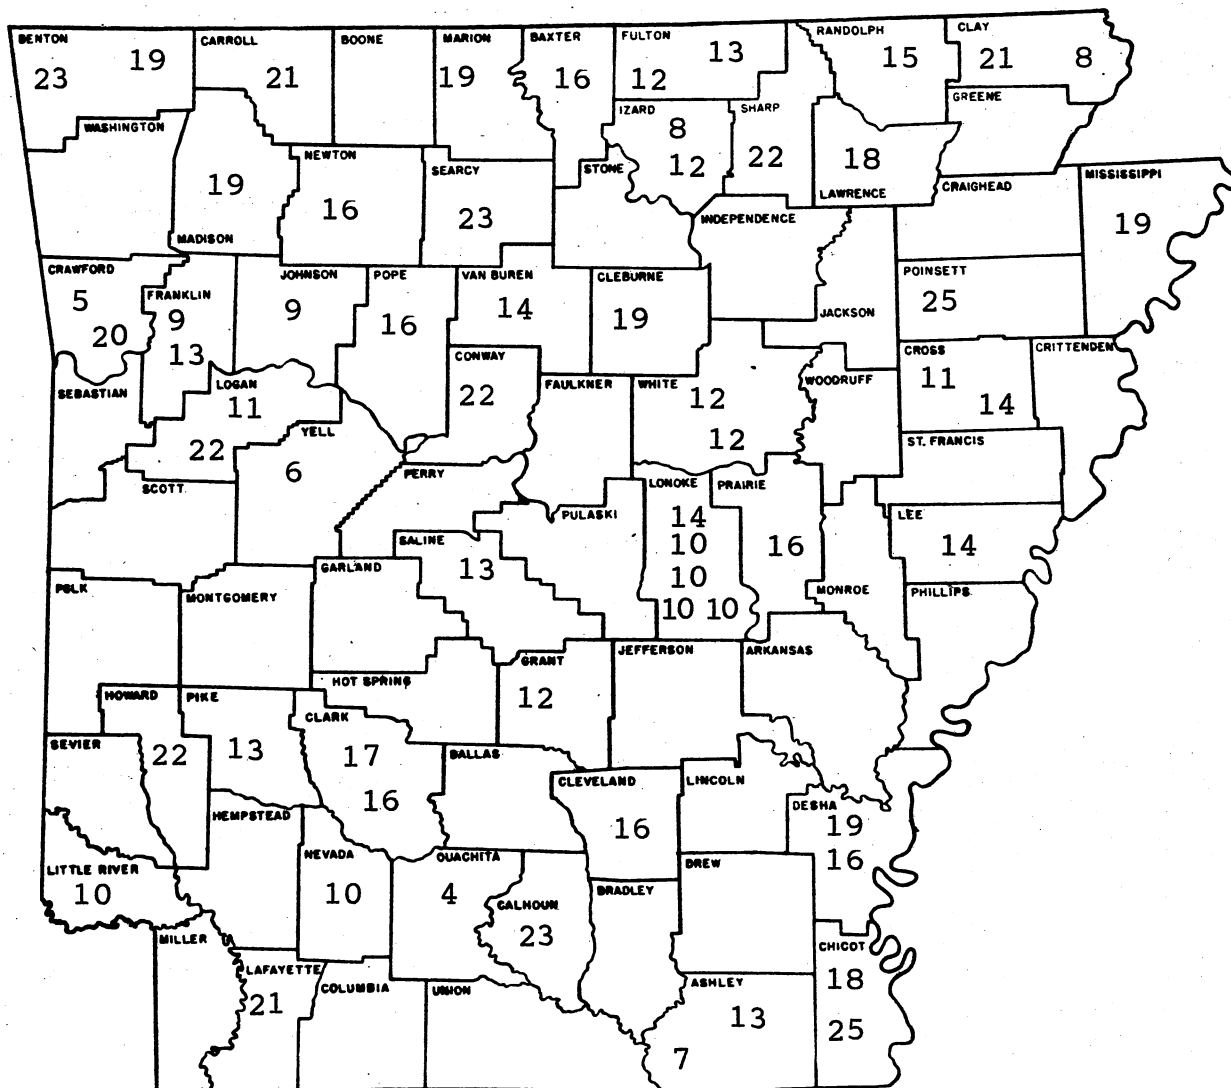 BENTON CARROLL BOONE MARION BAXTER FULTON RANDOLPH CLAY
23 19 21 19 16 12 13 15 21 8
WASHINGTON IZARD SHARP GREENE
8
NEWTON SEARCY STONE 12 22 18 LAWRENCE CRAIGHEAD MISSISSIPPI
19 16 23 INDEPENDENCE 19
MADISON
CRAWFORD FRANKLIN JOHNSON POPE VAN BUREN CLEBURNE POINSETT
5 9 9 16 14 19 JACKSON 25
20 13
SEBASTIAN LOGAN CONWAY FAULKNER WHITE WOODRUFF CROSS CRITTENDEN
11 22 12 11 14
22 YELL 12 ST. FRANCIS
SCOTT 6 PERRY LONOKE PRAIRIE
PULASKI 14 16 LEE
SALINE 10 14
GARLAND 13 10
POLK MONTGOMERY 10 10 MONROE PHILLIPS
HOT SPRING GRANT JEFFERSON ARKANSAS
HOWARD PIKE 12
CLARK
SEVIER 22 13 17 DALLAS CLEVELAND LINCOLN
16 16 DESHA
HEMPSTEAD 19
LITTLE RIVER NEVADA OUACHITA DREW 16
10 10 4 CALHOUN BRADLEY
23
MILLER CHICOT
LAFAYETTE COLUMBIA UNION ASHLEY 18
21 13 25
7